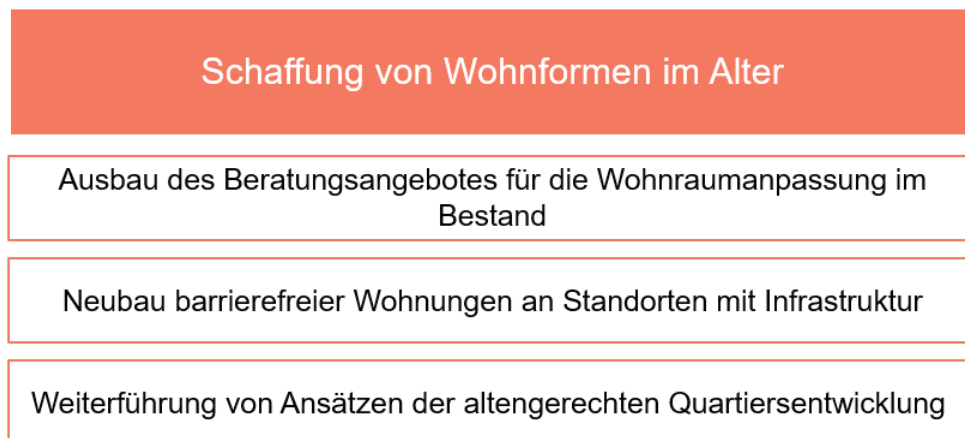 Schaffung von Wohnformen im Alter
Ausbau des Beratungsangebotes für die Wohnraumanpassung im
Bestand
Neubau barrierefreier Wohnungen an Standorten mit Infrastruktur
Weiterführung von Ansätzen der altengerechten Quartiersentwicklung